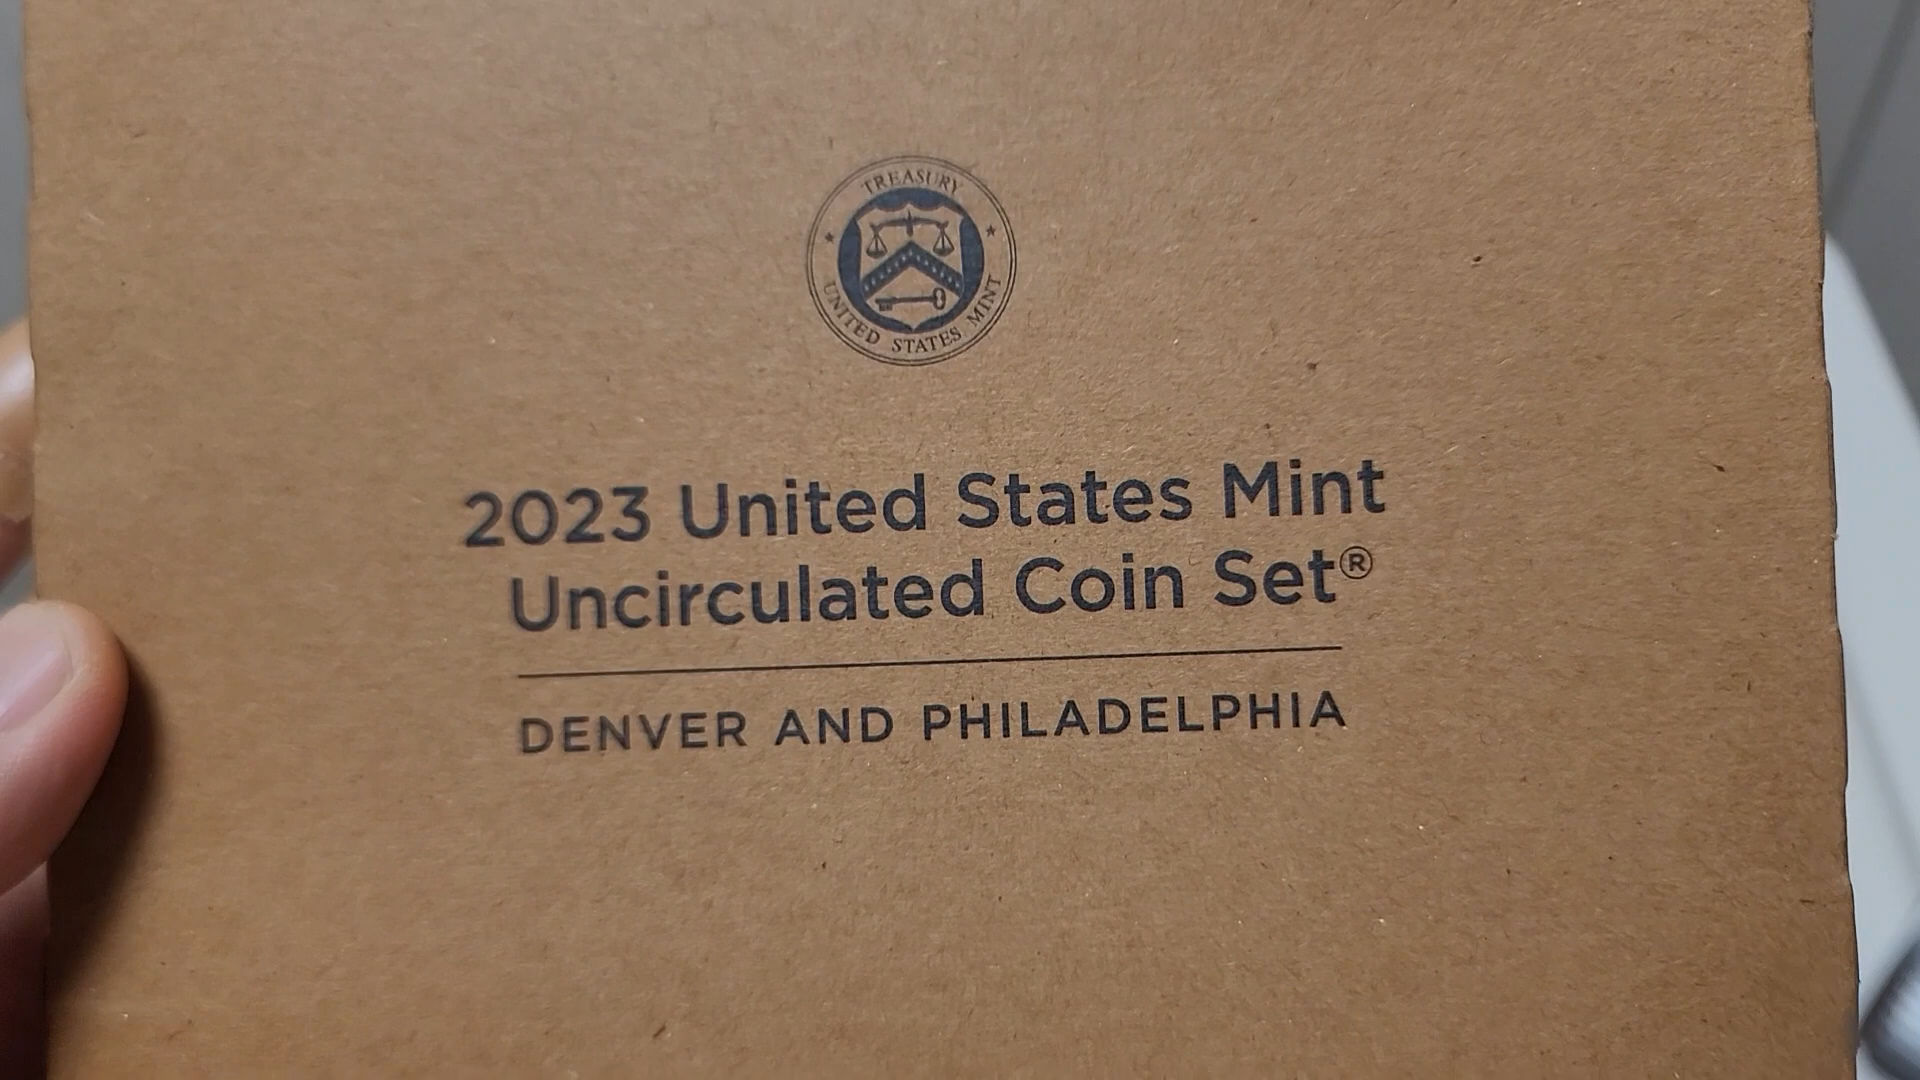 TREASURY
UNITED STATES MINT
2023 United States Mint
Uncirculated Coin Set®
DENVER AND PHILADELPHIA